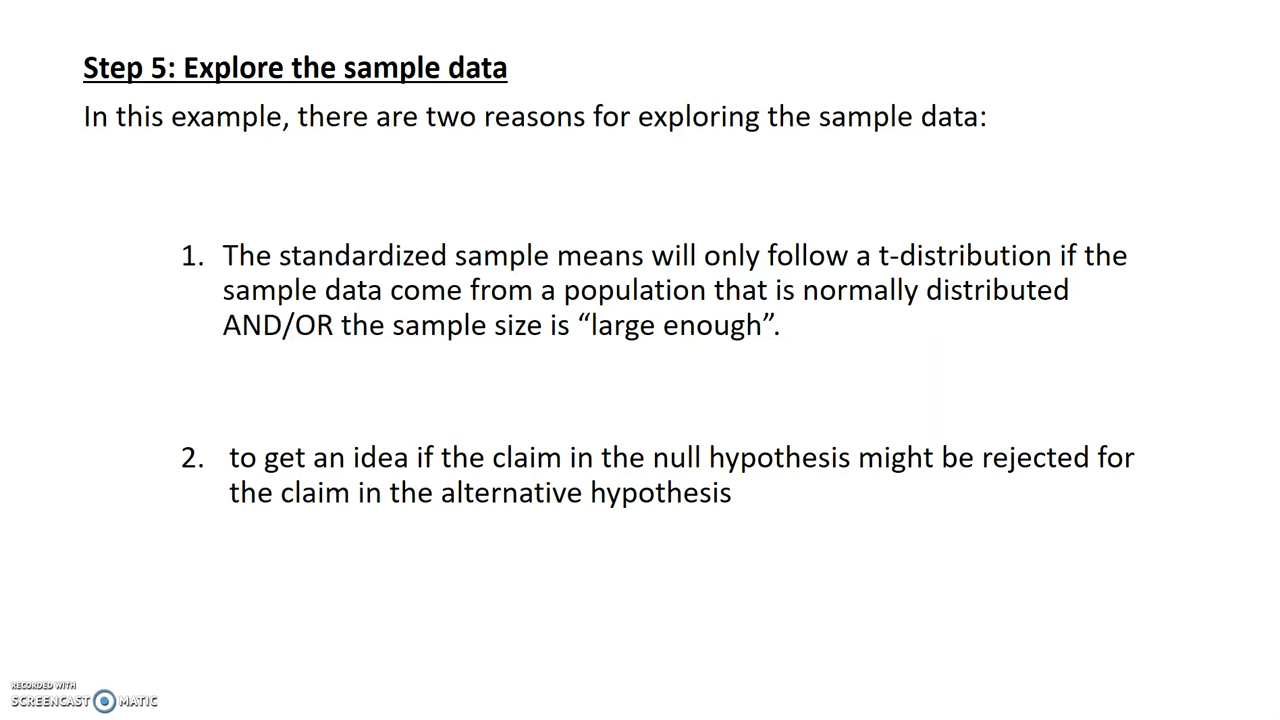 Step 5: Explore the sample data
In this example, there are two reasons for exploring the sample data:
1. The standardized sample means will only follow a t-distribution if the
sample data come from a population that is normally distributed
AND/OR the sample size is “large enough”.
2. to get an idea if the claim in the null hypothesis might be rejected for
the claim in the alternative hypothesis
RECORDED WITH
SCREENCAST MATIC